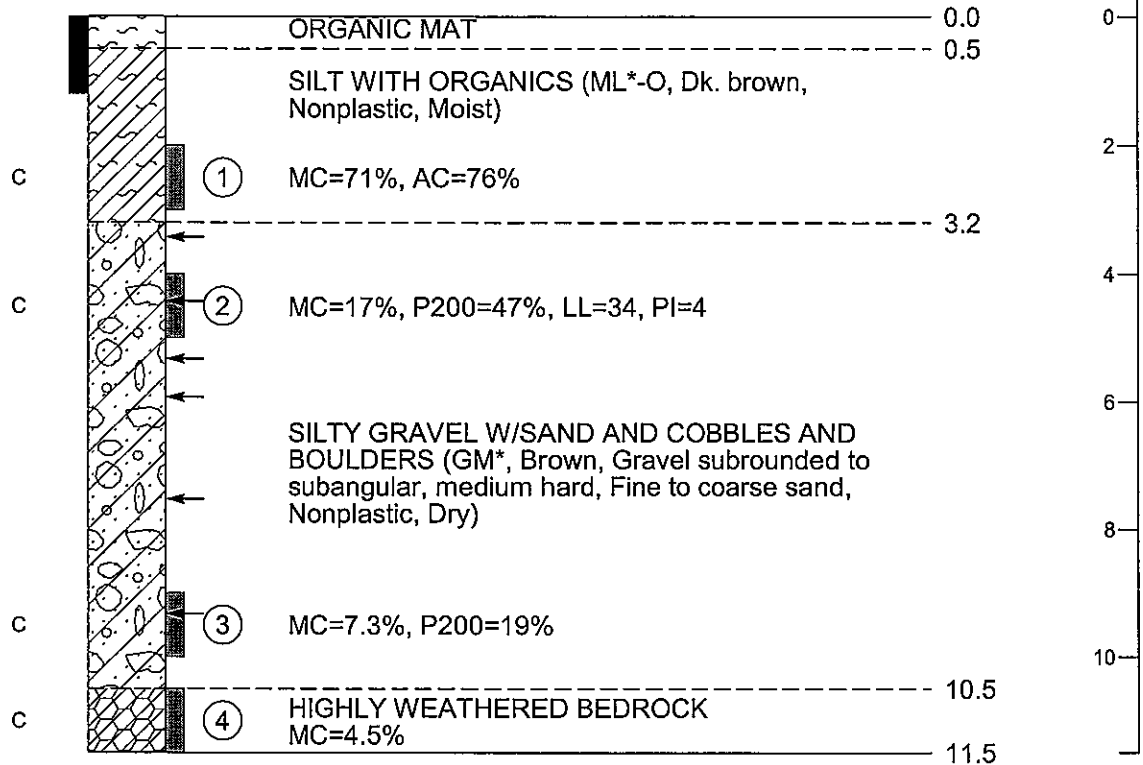 0.0 0
ORGANIC MAT
0.5
SILT WITH ORGANICS (ML*-O, Dk. brown,
Nonplastic, Moist)
2
C 1 MC=71%, AC=76%
3.2
4
C 2 MC=17%, P200=47%, LL=34, PI=4
6
SILTY GRAVEL W/SAND AND COBBLES AND
BOULDERS (GM*, Brown, Gravel subrounded to
subangular, medium hard, Fine to coarse sand,
Nonplastic, Dry)
8
C 3 MC=7.3%, P200=19%
10
10.5
C 4 HIGHLY WEATHERED BEDROCK
MC=4.5%
11.5